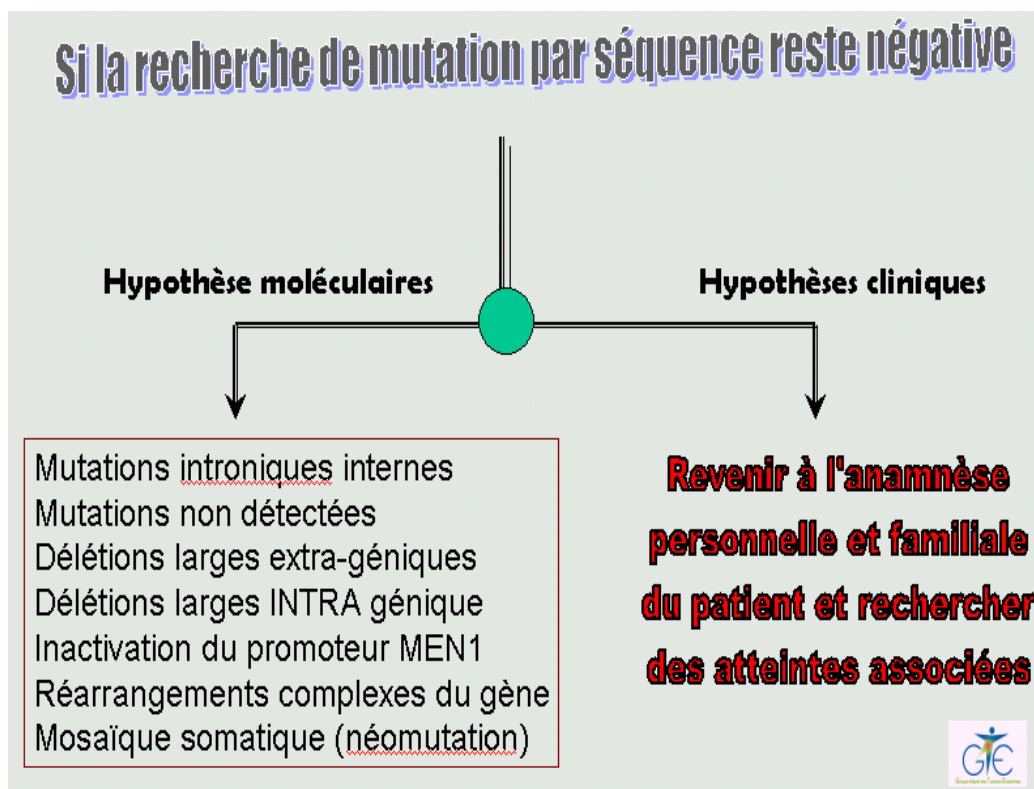 Si la recherche de mutation par séquence reste négative
Hypothèse moléculaires
Hypothèses cliniques
Mutations introniques internes
Mutations non détectées
Délétions larges extra-géniques
Délétions larges INTRA génique
Inactivation du promoteur MEN1
Réarrangements complexes du gène
Mosaïque somatique (néomutation)
Revenir à l'anamnèse
personnelle et familiale
du patient et rechercher
des atteintes associées
GTE